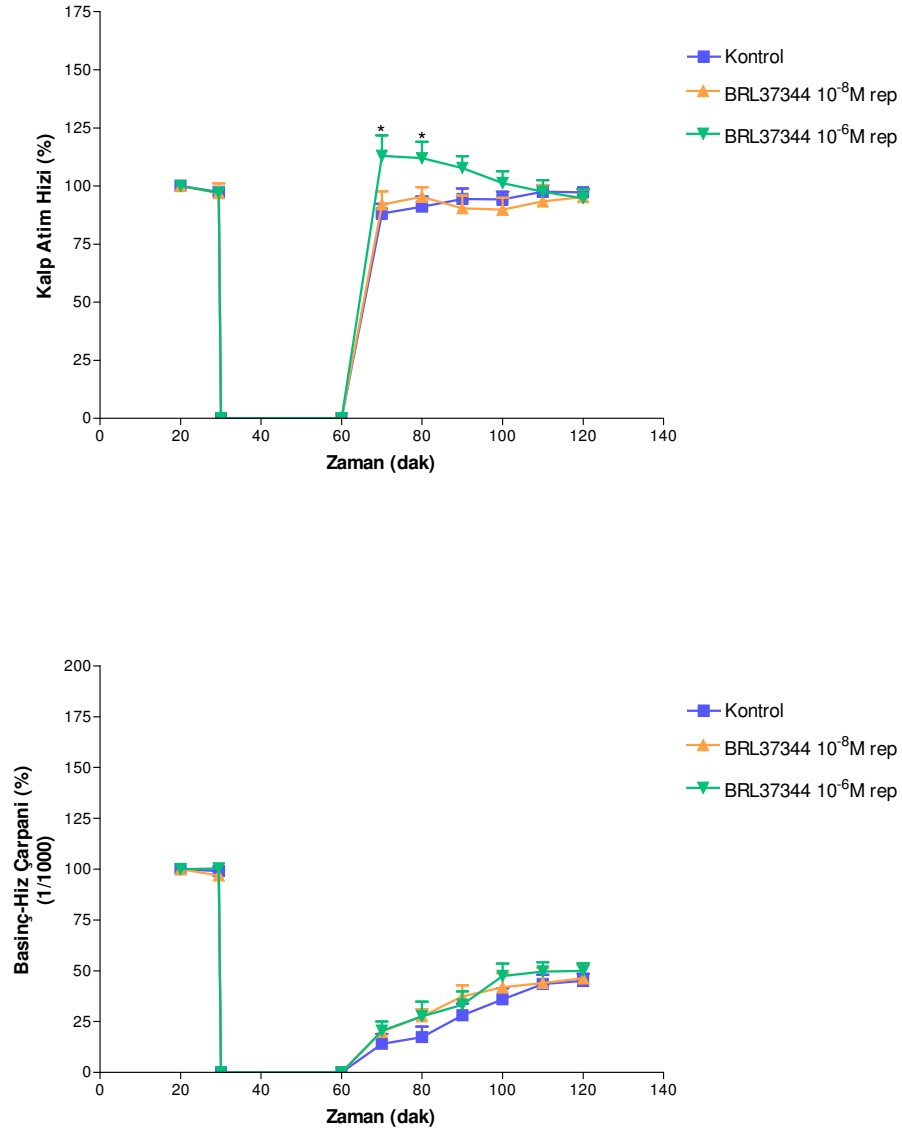 175
150
125
100
75
50
25
0
Kalp Atim Hizi (%)
* *
0 20 40 60 80 100 120 140
Zaman (dak)
Kontrol
BRL37344 10⁻⁸M rep
BRL37344 10⁻⁶M rep
200
175
150
125
100
75
50
25
0
Basinç-Hiz Çarpani (%)
(1/1000)
0 20 40 60 80 100 120 140
Zaman (dak)
Kontrol
BRL37344 10⁻⁸M rep
BRL37344 10⁻⁶M rep